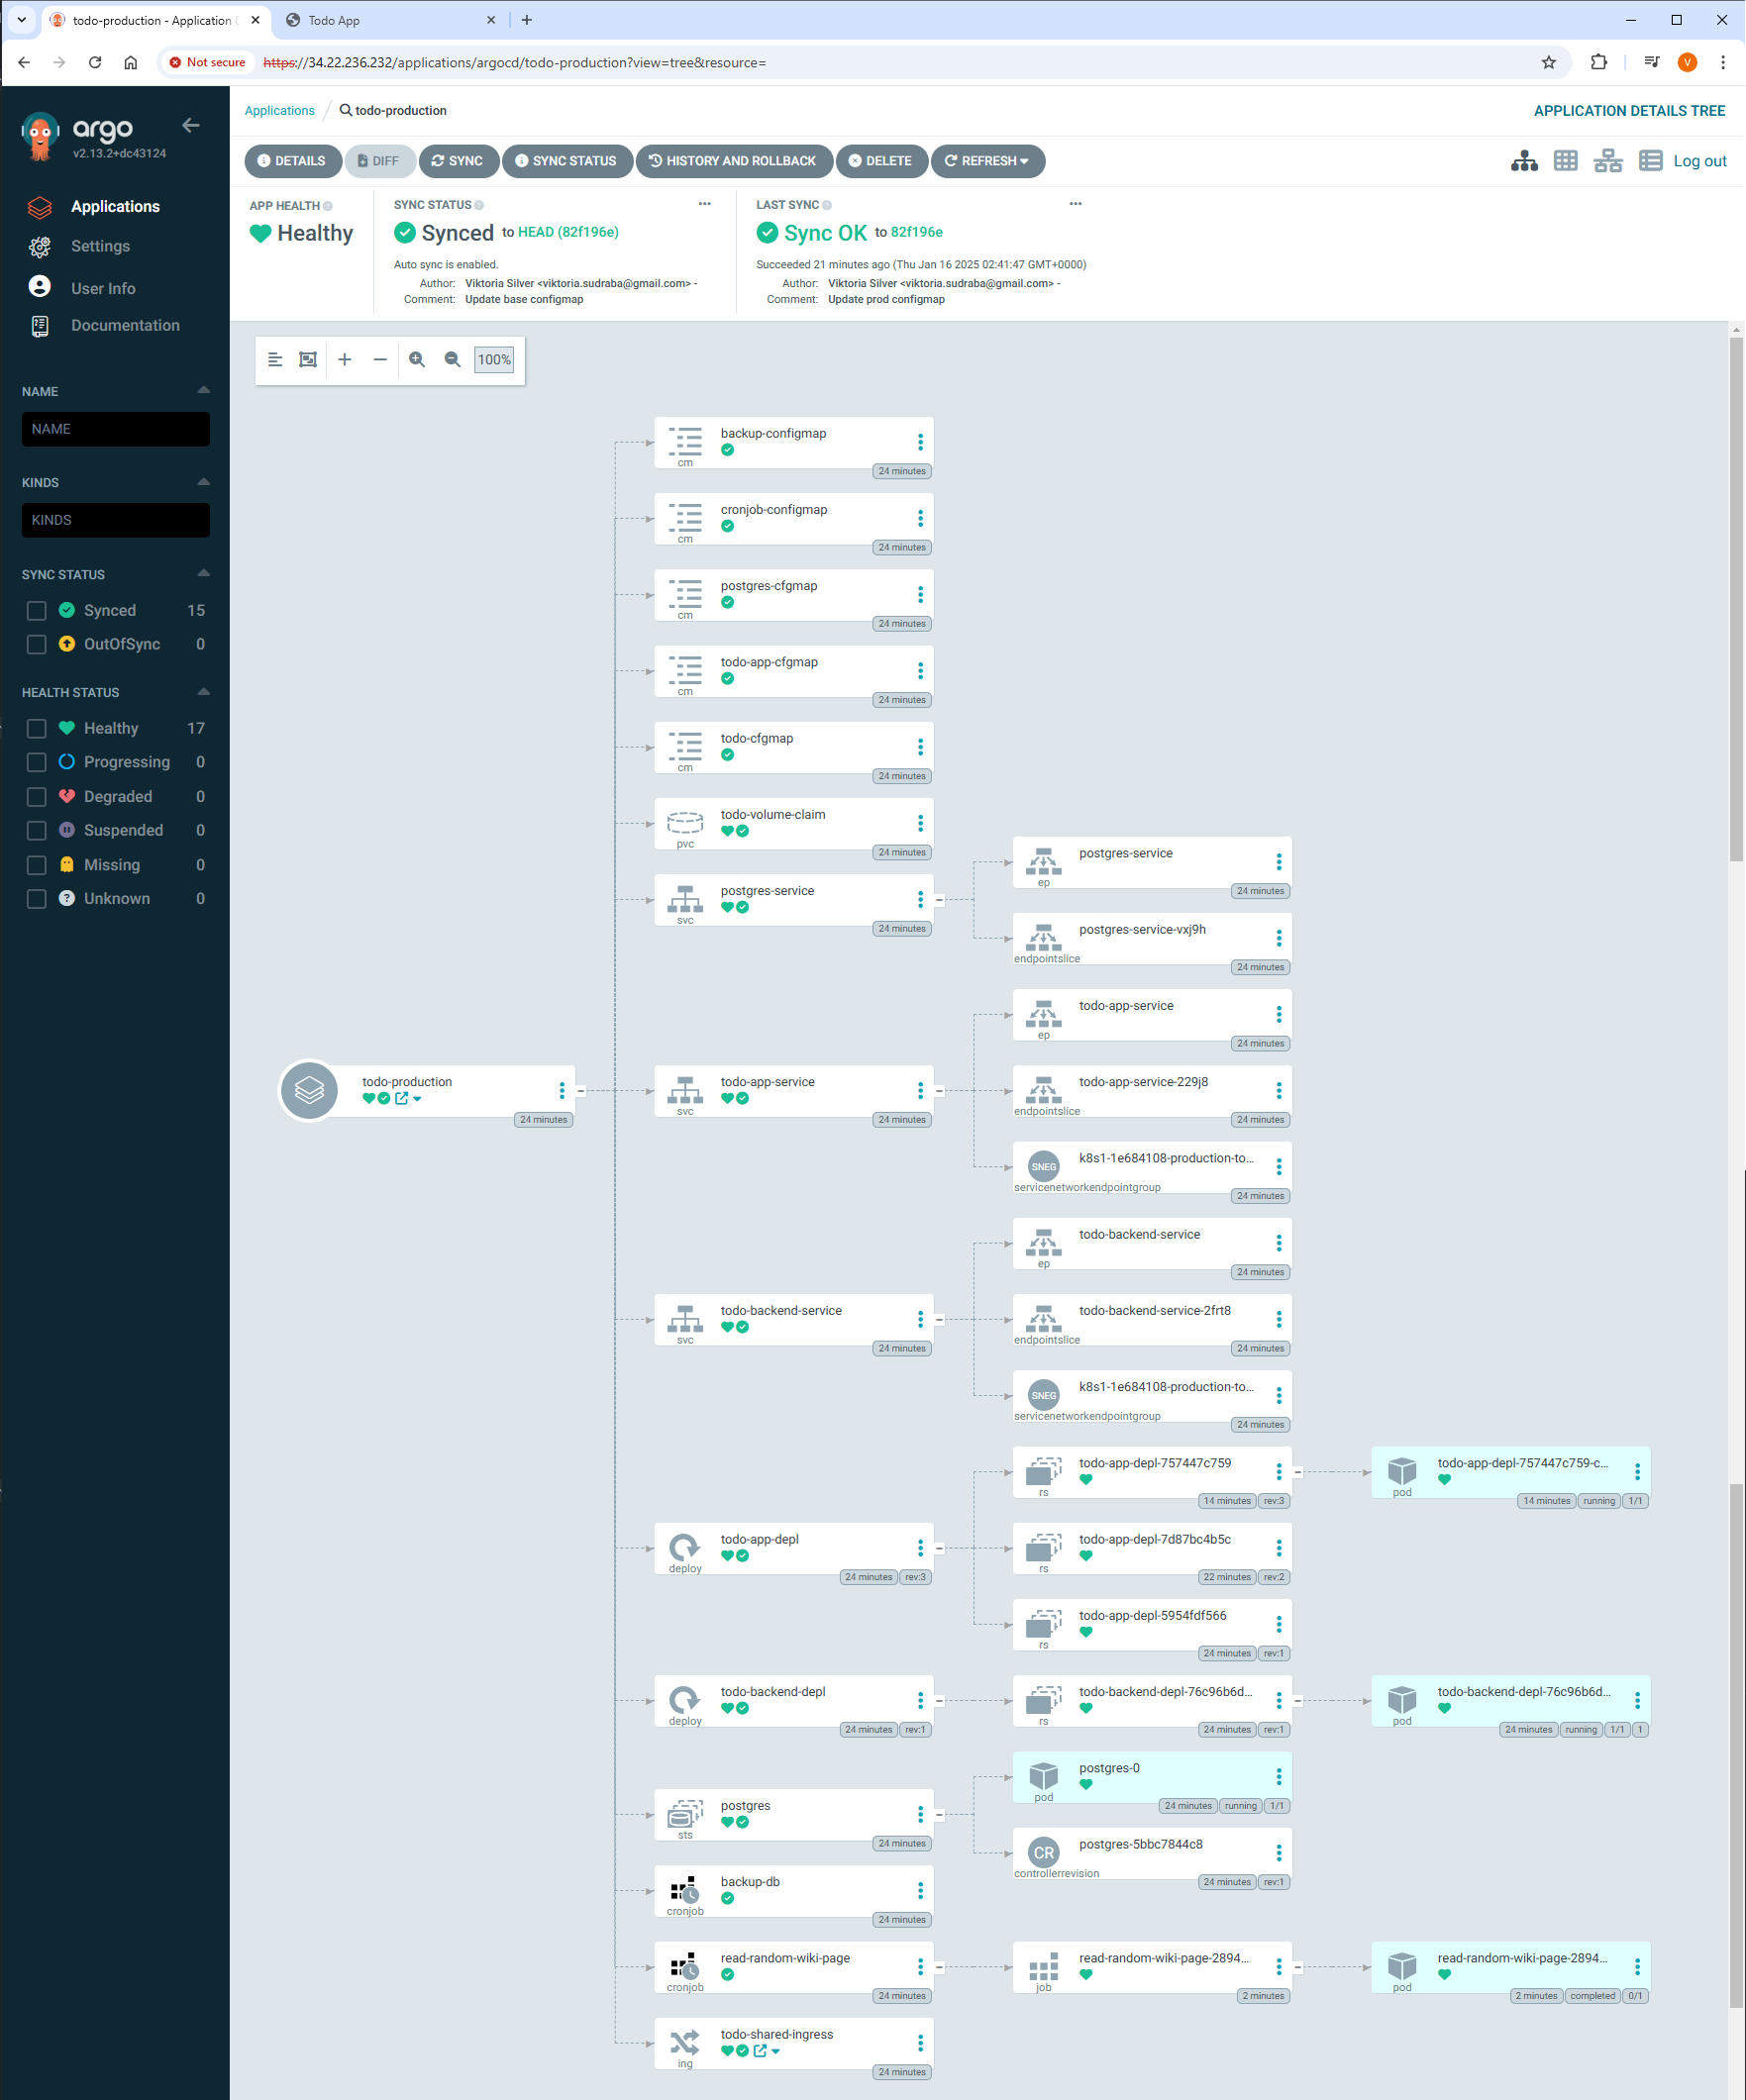 todo-production - Application D
Todo App
Not secure
https://34.22.236.232/applications/argocd/todo-production?view=tree&resource=
V
argo
v2.13.2+dc43124
Applications
Settings
User Info
Documentation
NAME
NAME
KINDS
KINDS
SYNC STATUS
Synced 15
OutOfSync 0
HEALTH STATUS
Healthy 17
Progressing 0
Degraded 0
Suspended 0
Missing 0
Unknown 0
Applications / todo-production
APPLICATION DETAILS TREE
DETAILS DIFF SYNC SYNC STATUS HISTORY AND ROLLBACK DELETE REFRESH
Log out
APP HEALTH
Healthy
SYNC STATUS
Synced to HEAD (82f196e)
Auto sync is enabled.
Author: Viktoria Silver <viktoria.sudraba@gmail.com> -
Comment: Update base configmap
LAST SYNC
Sync OK to 82f196e
Succeeded 21 minutes ago (Thu Jan 16 2025 02:41:47 GMT+0000)
Author: Viktoria Silver <viktoria.sudraba@gmail.com> -
Comment: Update prod configmap
100%
todo-production
24 minutes
backup-configmap
cm
24 minutes
cronjob-configmap
cm
24 minutes
postgres-cfgmap
cm
24 minutes
todo-app-cfgmap
cm
24 minutes
todo-cfgmap
cm
24 minutes
todo-volume-claim
pvc
24 minutes
postgres-service
svc
24 minutes
postgres-service
ep
24 minutes
postgres-service-vxj9h
endpointslice
24 minutes
todo-app-service
svc
24 minutes
todo-app-service
ep
24 minutes
todo-app-service-229j8
endpointslice
24 minutes
SNEG
k8s1-1e684108-production-to...
servicenetworkendpointgroup
24 minutes
todo-backend-service
svc
24 minutes
todo-backend-service
ep
24 minutes
todo-backend-service-2frt8
endpointslice
24 minutes
SNEG
k8s1-1e684108-production-to...
servicenetworkendpointgroup
24 minutes
todo-app-depl
deploy
24 minutes rev:3
todo-app-depl-757447c759
rs
14 minutes rev:3
todo-app-depl-757447c759-c...
pod
14 minutes running 1/1
todo-app-depl-7d87bc4b5c
rs
22 minutes rev:2
todo-app-depl-5954fdf566
rs
24 minutes rev:1
todo-backend-depl
deploy
24 minutes rev:1
todo-backend-depl-76c96b6d...
rs
24 minutes rev:1
todo-backend-depl-76c96b6d...
pod
24 minutes running 1/1 1
postgres
sts
24 minutes
postgres-0
pod
24 minutes running 1/1
CR
postgres-5bbc7844c8
controllerrevision
24 minutes rev:1
backup-db
cronjob
24 minutes
read-random-wiki-page
cronjob
24 minutes
read-random-wiki-page-2894...
job
2 minutes
read-random-wiki-page-2894...
pod
2 minutes completed 0/1
todo-shared-ingress
ing
24 minutes